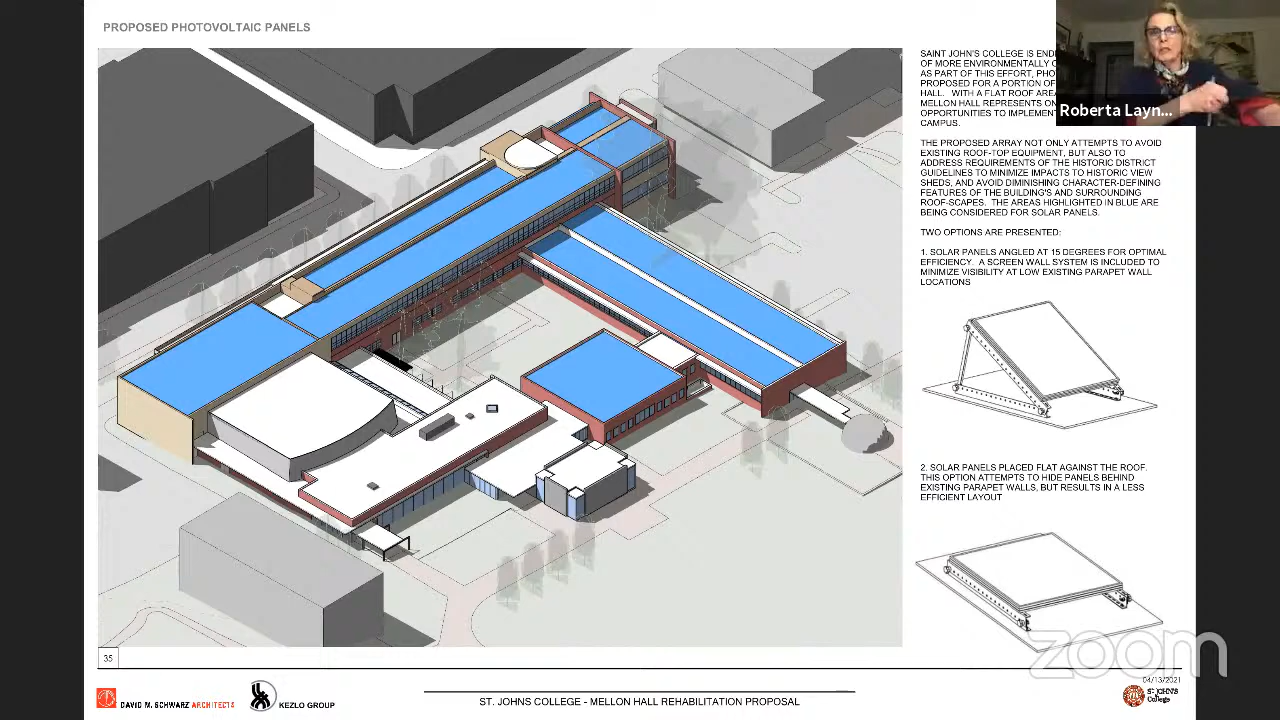 PROPOSED PHOTOVOLTAIC PANELS
SAINT JOHN'S COLLEGE IS
OF MORE ENVIRONMENTALLY
AS PART OF THIS EFFORT,
PROPOSED FOR A PORTION OF
HALL. WITH A FLAT ROOF
MELLON HALL REPRESENTS
OPPORTUNITIES TO IMPLEMENT
CAMPUS.
Roberta Layn...
THE PROPOSED ARRAY NOT ONLY ATTEMPTS TO AVOID
EXISTING ROOF-TOP EQUIPMENT, BUT ALSO TO
ADDRESS REQUIREMENTS OF THE HISTORIC DISTRICT
GUIDELINES TO MINIMIZE IMPACTS TO HISTORIC VIEW
SHEDS, AND AVOID DIMINISHING CHARACTER-DEFINING
FEATURES OF THE BUILDING'S AND SURROUNDING
ROOF-SCAPES. THE AREAS HIGHLIGHTED IN BLUE ARE
BEING CONSIDERED FOR SOLAR PANELS.
TWO OPTIONS ARE PRESENTED:
1. SOLAR PANELS ANGLED AT 15 DEGREES FOR OPTIMAL
EFFICIENCY. A SCREEN WALL SYSTEM IS INCLUDED TO
MINIMIZE VISIBILITY AT LOW EXISTING PARAPET WALL
LOCATIONS
2. SOLAR PANELS PLACED FLAT AGAINST THE ROOF.
THIS OPTION ATTEMPTS TO HIDE PANELS BEHIND
EXISTING PARAPET WALLS, BUT RESULTS IN A LESS
EFFICIENT LAYOUT
zoom
35
04/13/2021
DAVID M. SCHWARZ ARCHITECTS
KEZLO GROUP
ST. JOHNS COLLEGE - MELLON HALL REHABILITATION PROPOSAL
ST JOHN'S
College